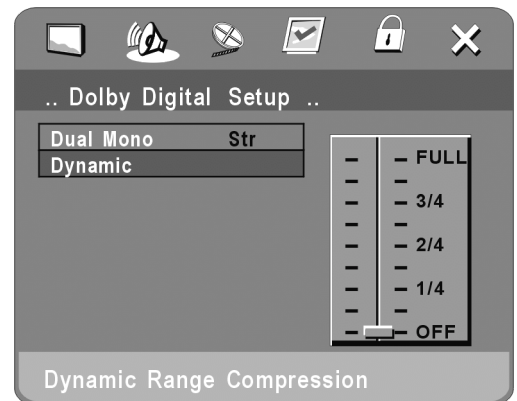 .. Dolby Digital Setup ..
Dual Mono Str
Dynamic
FULL
3/4
2/4
1/4
OFF
Dynamic Range Compression